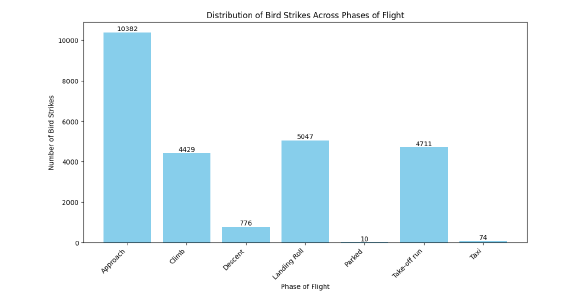 Distribution of Bird Strikes Across Phases of Flight
Number of Bird Strikes
10000
8000
6000
4000
2000
0
10382
4429
776
5047
10
4711
74
Approach
Climb
Descent
Landing Roll
Parked
Take-off run
Taxi
Phase of Flight